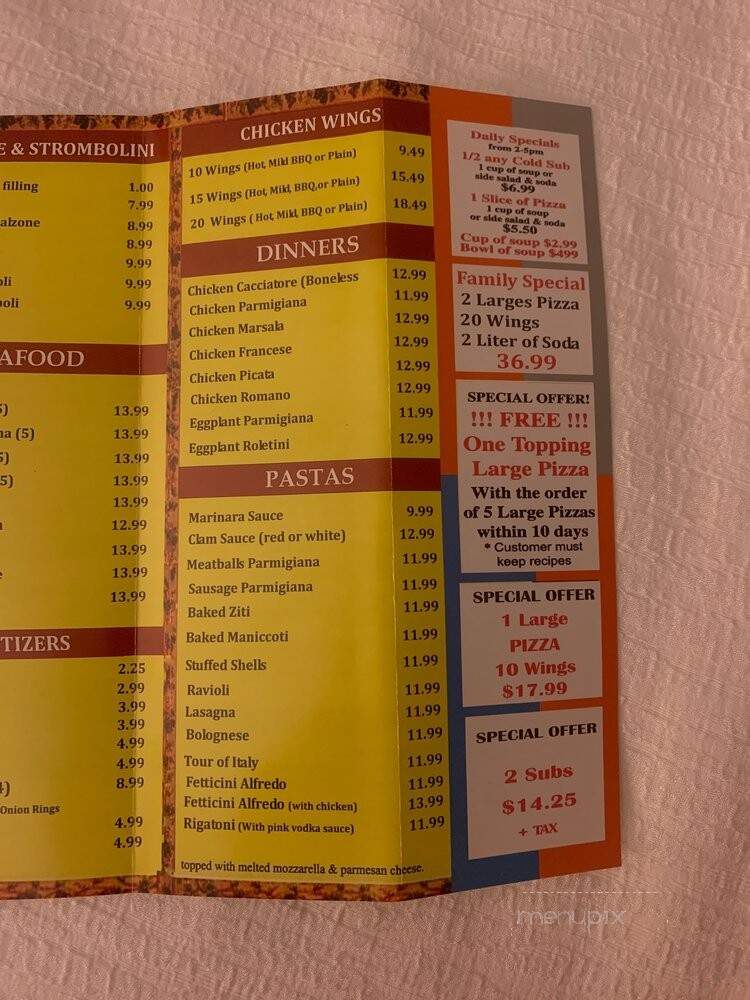 E & STROMBOLINI
filling 1.00
7.99
alzone 8.99
8.99
9.99
oli 9.99
oli 9.99
AFOOD
5) 13.99
na (5) 13.99
5) 13.99
5) 13.99
13.99
12.99
13.99
13.99
13.99
TIZERS
2.25
2.99
3.99
3.99
4.99
4.99
4) 8.99
Onion Rings
4.99
4.99
CHICKEN WINGS
10 Wings (Hot, Mild BBQ or Plain) 9.49
15 Wings (Hot, Mild, BBQ,or Plain) 15.49
20 Wings ( Hot, Mild, BBQ or Plain) 18.49
DINNERS
Chicken Cacciatore (Boneless 12.99
Chicken Parmigiana 11.99
Chicken Marsala 12.99
Chicken Francese 12.99
Chicken Picata 12.99
Chicken Romano 12.99
Eggplant Parmigiana 11.99
Eggplant Roletini 12.99
PASTAS
Marinara Sauce 9.99
Clam Sauce (red or white) 12.99
Meatballs Parmigiana 11.99
Sausage Parmigiana 11.99
Baked Ziti 11.99
Baked Maniccoti 11.99
Stuffed Shells 11.99
Ravioli 11.99
Lasagna 11.99
Bolognese 11.99
Tour of Italy 11.99
Fetticini Alfredo 11.99
Fetticini Alfredo (with chicken) 13.99
Rigatoni (With pink vodka sauce) 11.99
topped with melted mozzarella & parmesan cheese.
Daily Specials
from 2-5pm
1/2 any Cold Sub
1 cup of soup or
side salad & soda
$6.99
1 Slice of Pizza
1 cup of soup
or side salad & soda
$5.50
Cup of soup $2.99
Bowl of soup $499
Family Special
2 Larges Pizza
20 Wings
2 Liter of Soda
36.99
SPECIAL OFFER!
!!! FREE !!!
One Topping
Large Pizza
With the order
of 5 Large Pizzas
within 10 days
* Customer must
keep recipes
SPECIAL OFFER
1 Large
PIZZA
10 Wings
$17.99
SPECIAL OFFER
2 Subs
$14.25
+ TAX
menupix